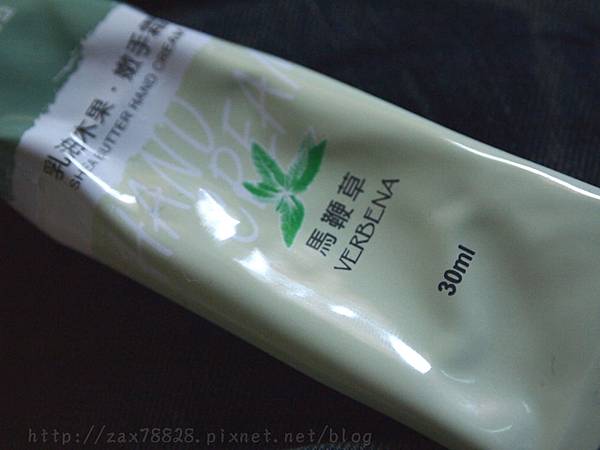 乳油木果・嫩手霜
SHEA BUTTER HAND CREAM
HAND
CREAM
馬鞭草
VERBENA
30ml
http://zax78828.pixnet.net/blog